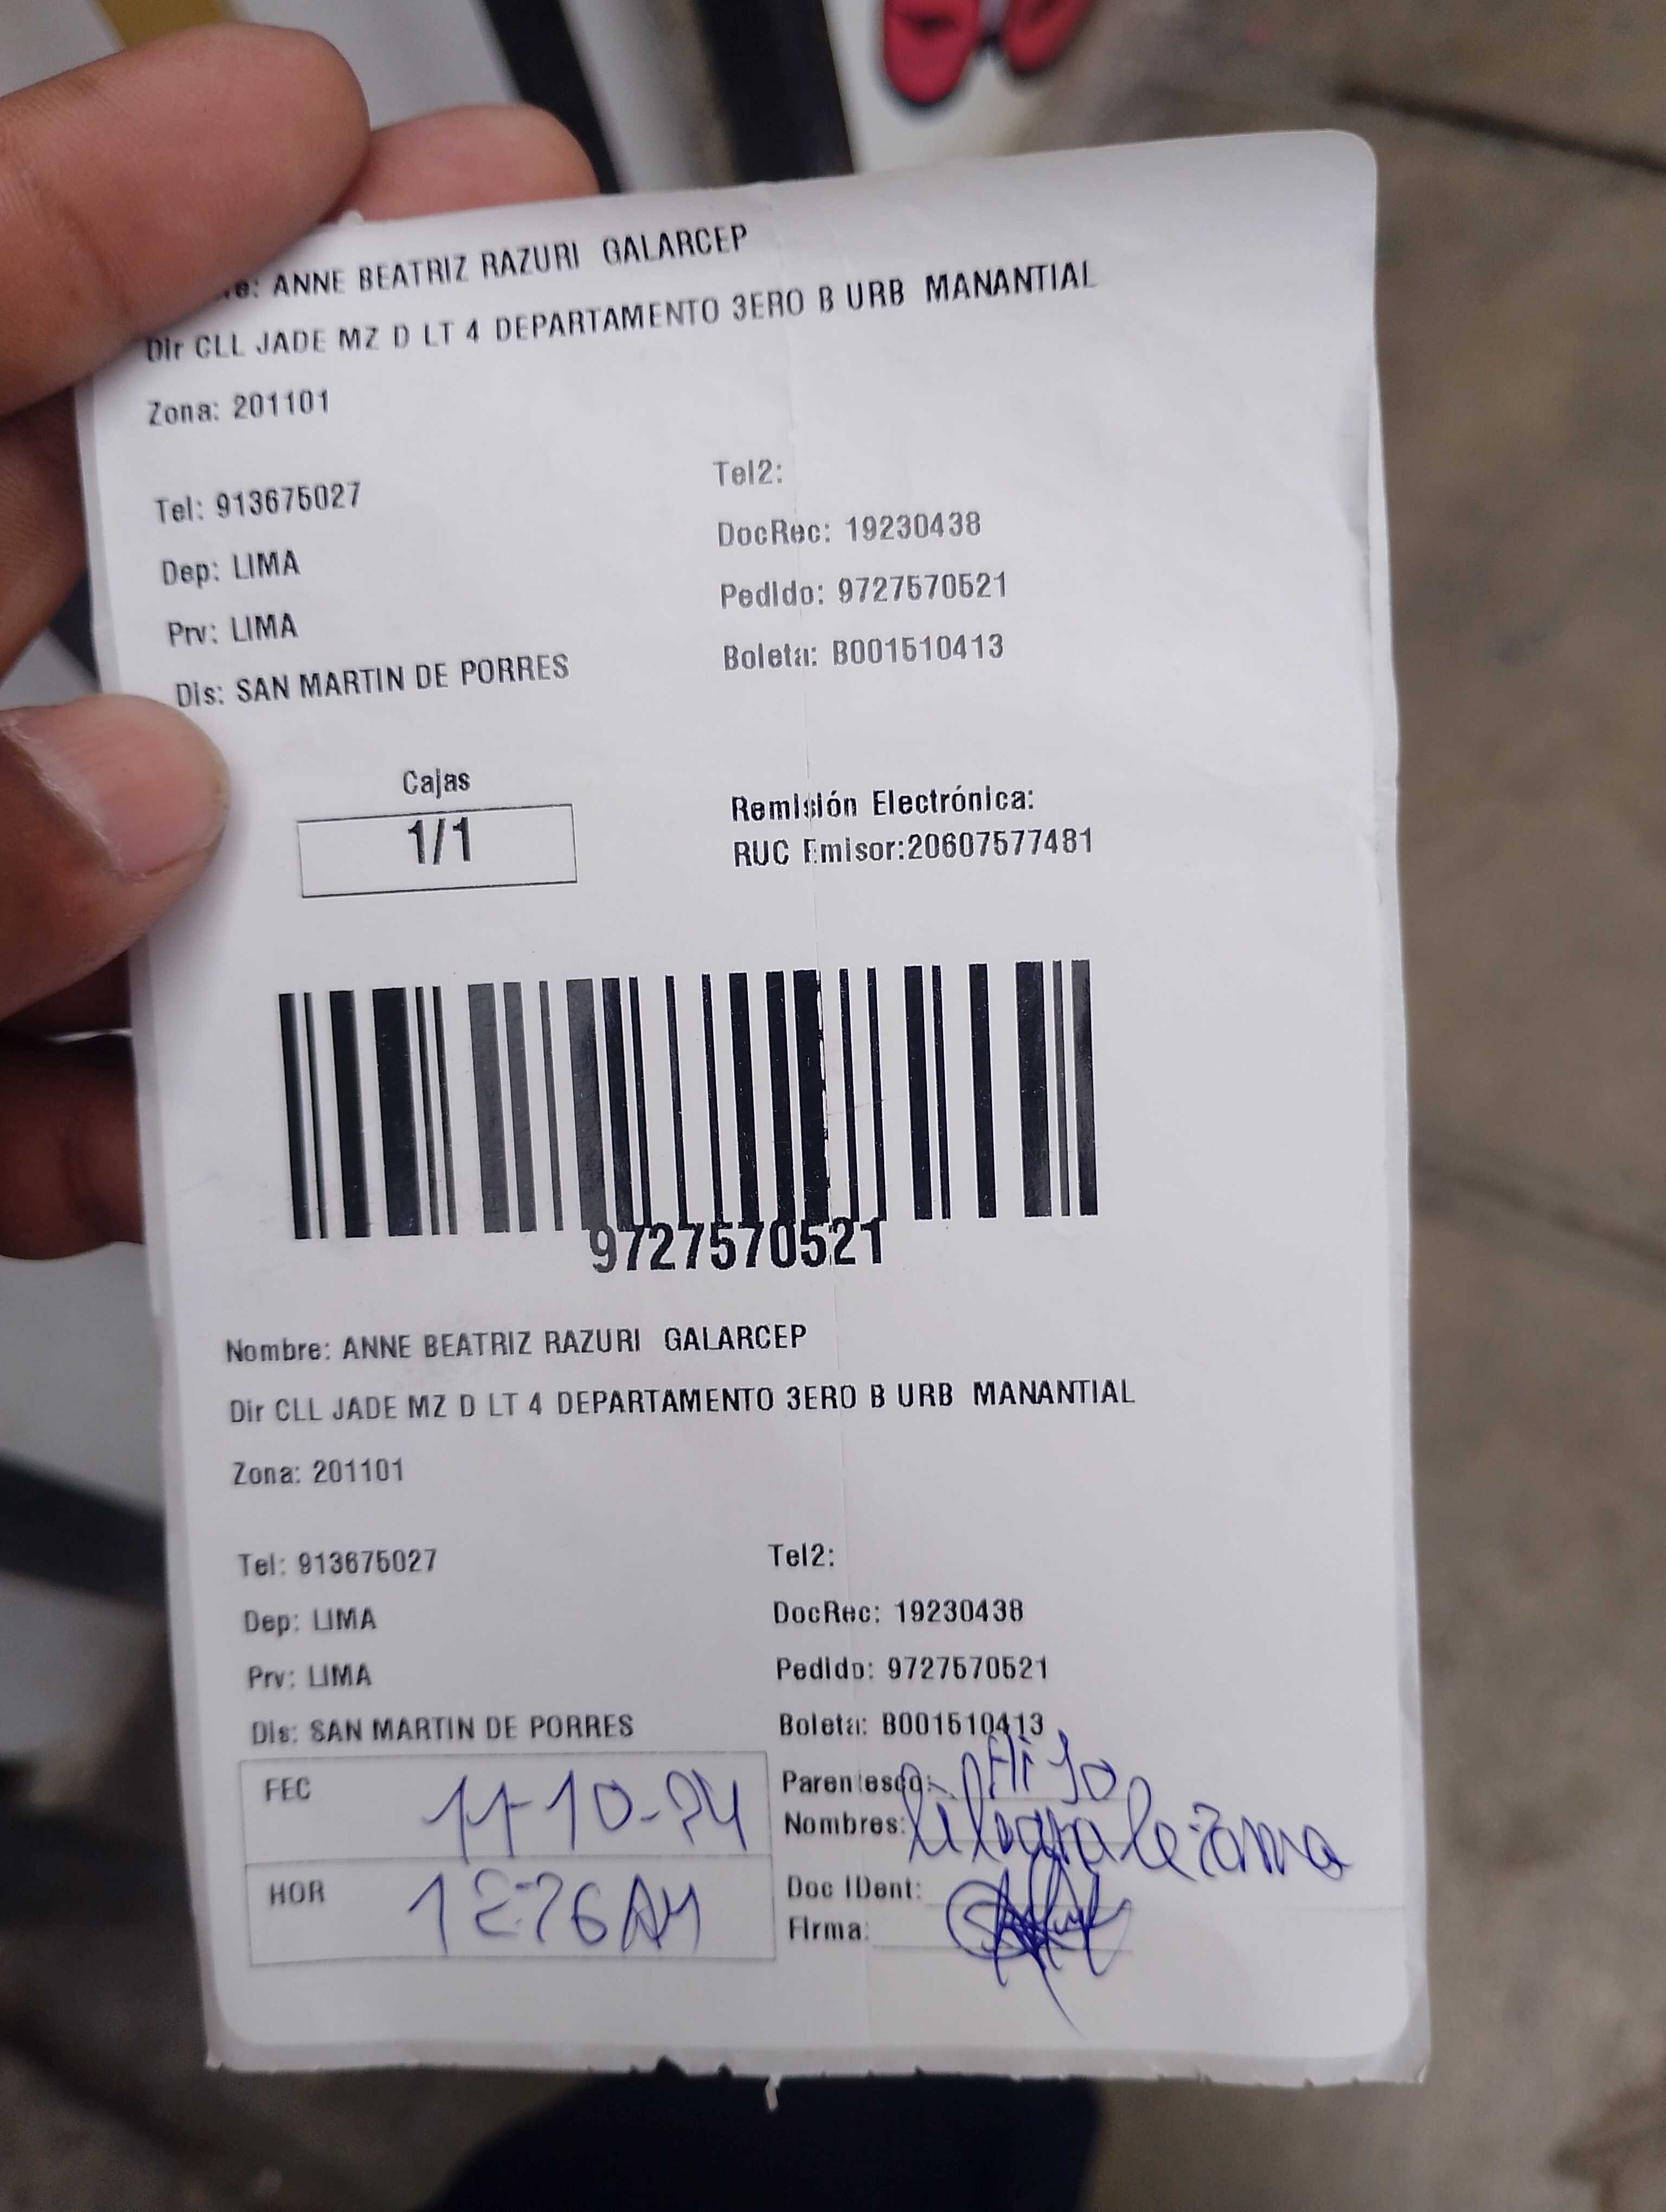 e: ANNE BEATRIZ RAZURI GALARCEP
Dir CLL JADE MZ D LT 4 DEPARTAMENTO 3ERO B URB MANANTIAL
Zona: 201101
Tel: 913675027
Tel2:
Dep: LIMA
DocRec: 19230438
Prv: LIMA
Pedido: 9727570521
Dis: SAN MARTIN DE PORRES
Boleta: B001510413
Cajas
1/1
Remisión Electrónica:
RUC Emisor:20607577481
9727570521
Nombre: ANNE BEATRIZ RAZURI GALARCEP
Dir CLL JADE MZ D LT 4 DEPARTAMENTO 3ERO B URB MANANTIAL
Zona: 201101
Tel: 913675027
Tel2:
Dep: LIMA
DocRec: 19230438
Prv: LIMA
Pedido: 9727570521
Dis: SAN MARTIN DE PORRES
Boleta: B001510413
FEC 11-10-24
Parentesco: Hijo
Nombres:
HOR
Doc IDent:
Firma: